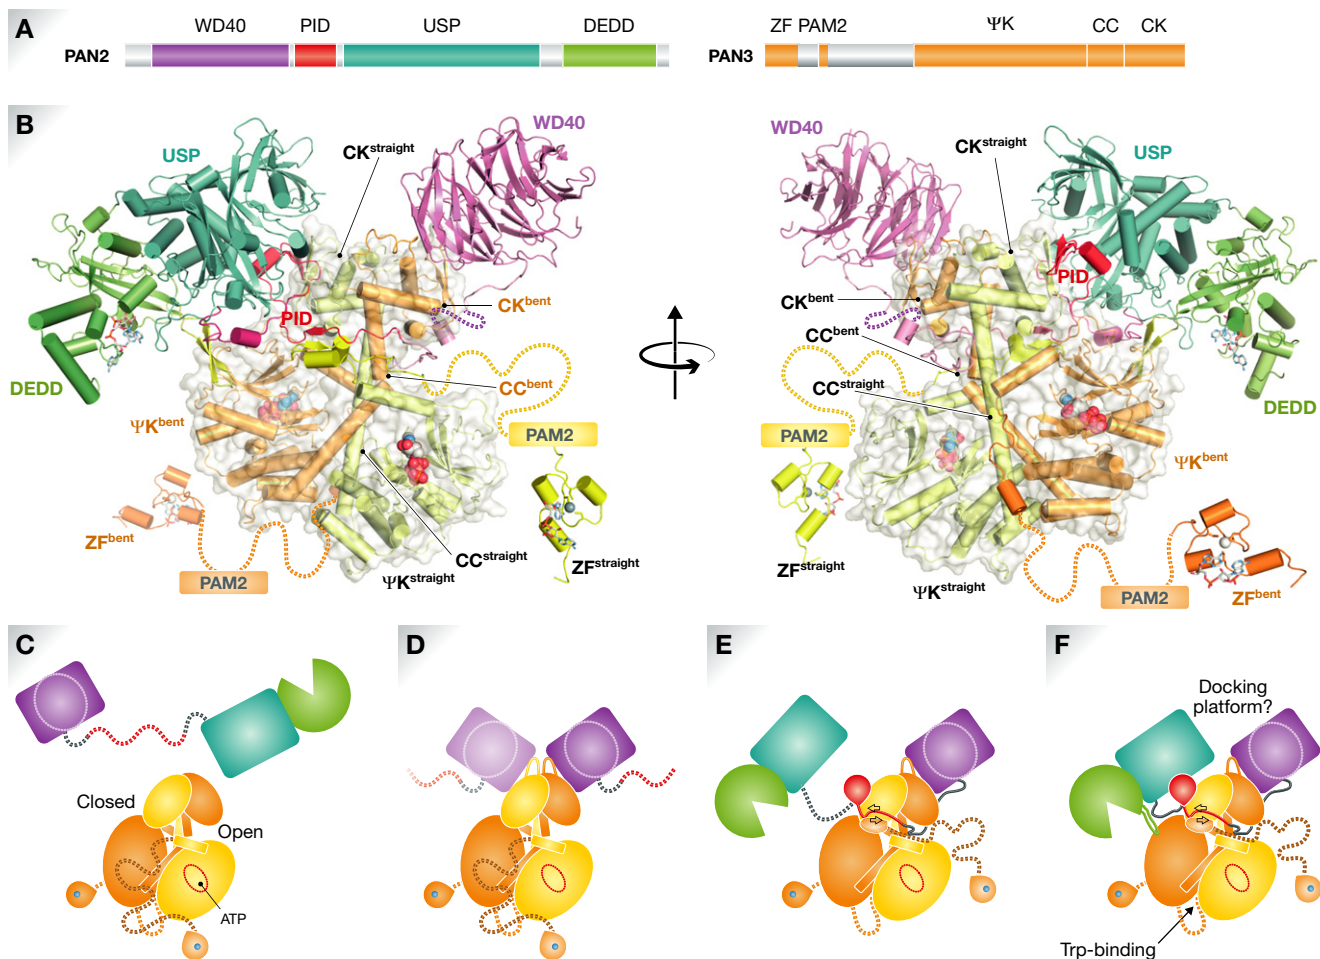 A
WD40 PID USP DEDD
PAN2
ZF PAM2 ΨK CC CK
PAN3
B
USP
CKstraight
WD40
PID
CKbent
CCbent
DEDD
ΨKbent
PAM2
ZFbent
PAM2
CCstraight
ΨKstraight
ZFstraight
WD40
CKstraight
USP
PID
CKbent
CCbent
CCstraight
DEDD
PAM2
ΨKbent
ZFstraight
ΨKstraight
PAM2
ZFbent
C
Closed
Open
ATP
D
E
F
Docking
platform?
Trp-binding